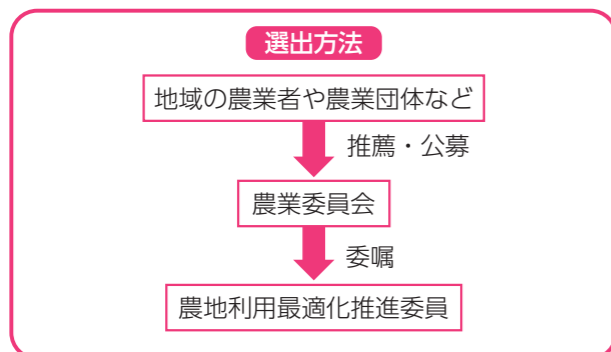 選出方法
地域の農業者や農業団体など
推薦・公募
農業委員会
委嘱
農地利用最適化推進委員